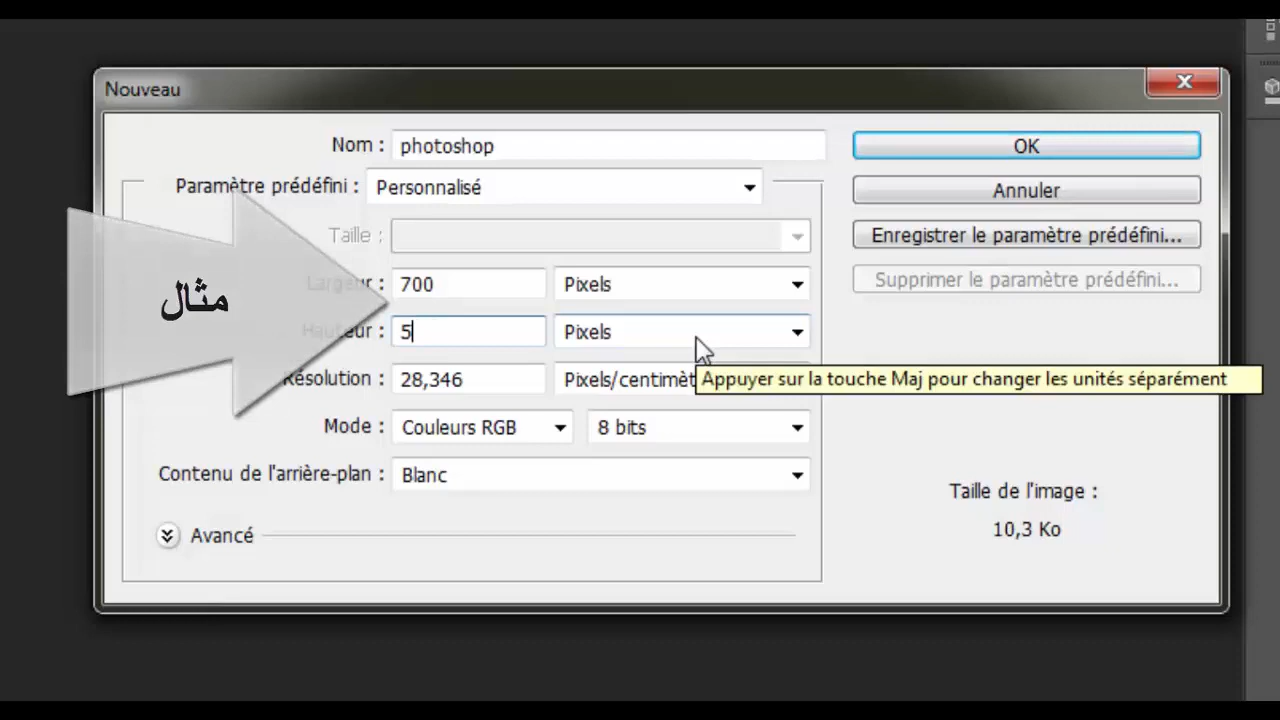 Nouveau
Nom : photoshop
OK
Paramètre prédéfini : Personnalisé
Annuler
Taille :
Enregistrer le paramètre prédéfini...
Largeur : 700 Pixels
Supprimer le paramètre prédéfini...
مثال
Hauteur : 5 Pixels
Résolution : 28,346 Pixels/centimèt
Appuyer sur la touche Maj pour changer les unités séparément
Mode : Couleurs RGB 8 bits
Contenu de l'arrière-plan : Blanc
Taille de l'image :
10,3 Ko
Avancé